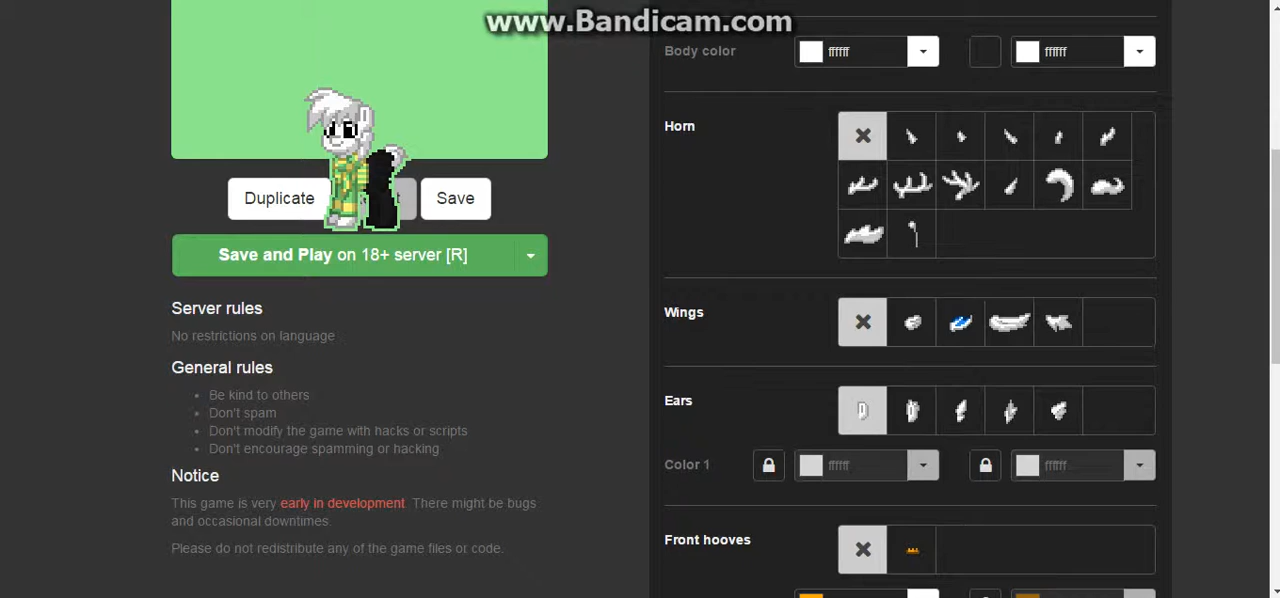 www.Bandicam.com
Body color
ffffff
ffffff
Horn
Duplicate
Save
Save and Play on 18+ server [R]
Wings
Server rules
No restrictions on language
General rules
Be kind to others
Don't spam
Don't modify the game with hacks or scripts
Don't encourage spamming or hacking
Ears
Color 1
ffffff
ffffff
Notice
This game is very early in development. There might be bugs
and occasional downtimes.
Please do not redistribute any of the game files or code.
Front hooves